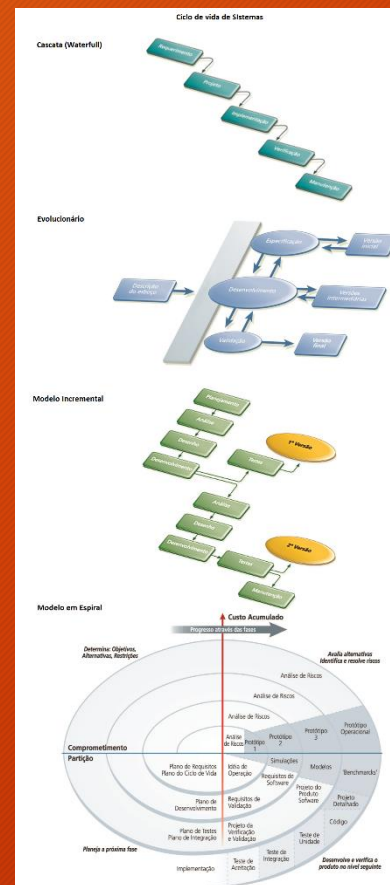 Ciclo de vida de Sistemas
Cascata (Waterfull)
Requerimento
Projeto
Implementação
Verificação
Manutenção
Evolucionário
Especificação
Versão inicial
Descrição do esboço
Desenvolvimento
Versões intermediárias
Validação
Versão final
Modelo Incremental
Planejamento
Análise
Desenho
Desenvolvimento
Testes
1ª Versão
Análise
Desenho
Desenvolvimento
Testes
2ª Versão
Manutenção
Modelo em Espiral
Custo Acumulado
Progresso através das fases
Determina: Objetivos,
Alternativas, Restrições
Avalia alternativas
Identifica e resolve riscos
Análise de Riscos
Análise de Riscos
Análise de Riscos
Análise
de Riscos
Protótipo
1
Protótipo
2
Protótipo
3
Protótipo
Operacional
Comprometimento
Partição
Plano de Requisitos
Plano do Ciclo de Vida
Idéia de
Operação
Simulações
Modelos
'Benchmarks'
Requisitos de
Software
Plano de
Desenvolvimento
Requisitos de
Validação
Projeto do
Produto
Sofware
Projeto
Detalhado
Plano de Testes
Plano de Integração
Projeto da
Verificação
e Validação
Código
Teste de
Unidade
Planeja a próxima fase
Teste de
Integração
Implementação
Teste de
Aceitação
Desenvolve e verifica o
produto no nível seguinte